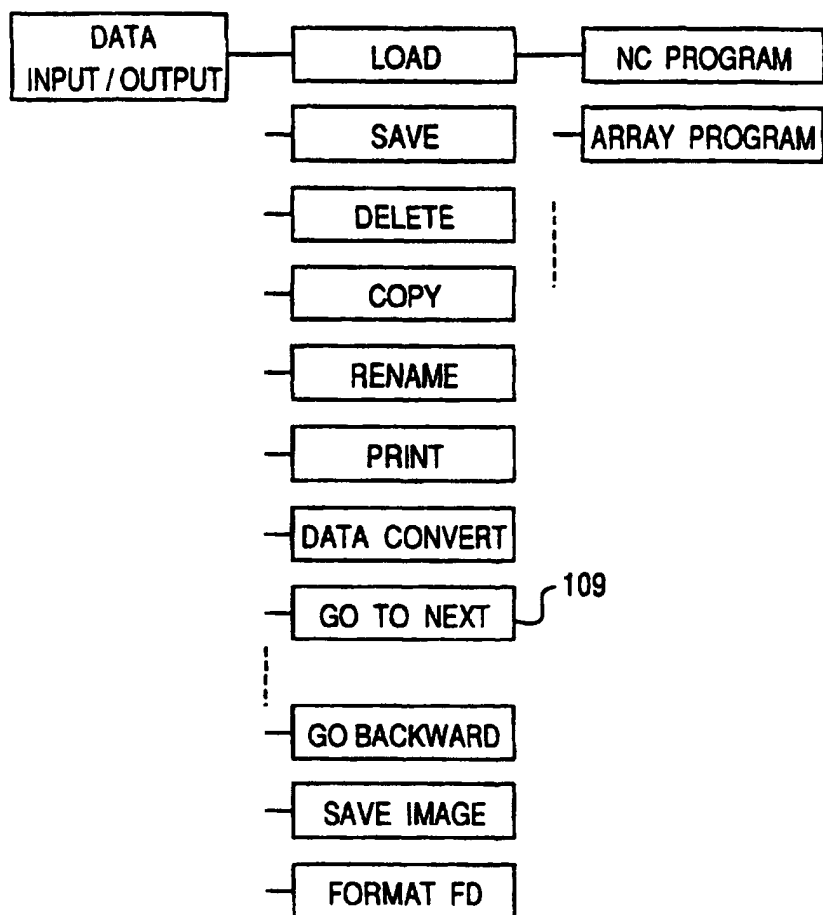 DATA
INPUT / OUTPUT
LOAD
NC PROGRAM
SAVE
ARRAY PROGRAM
DELETE
COPY
RENAME
PRINT
DATA CONVERT
GO TO NEXT
109
GO BACKWARD
SAVE IMAGE
FORMAT FD